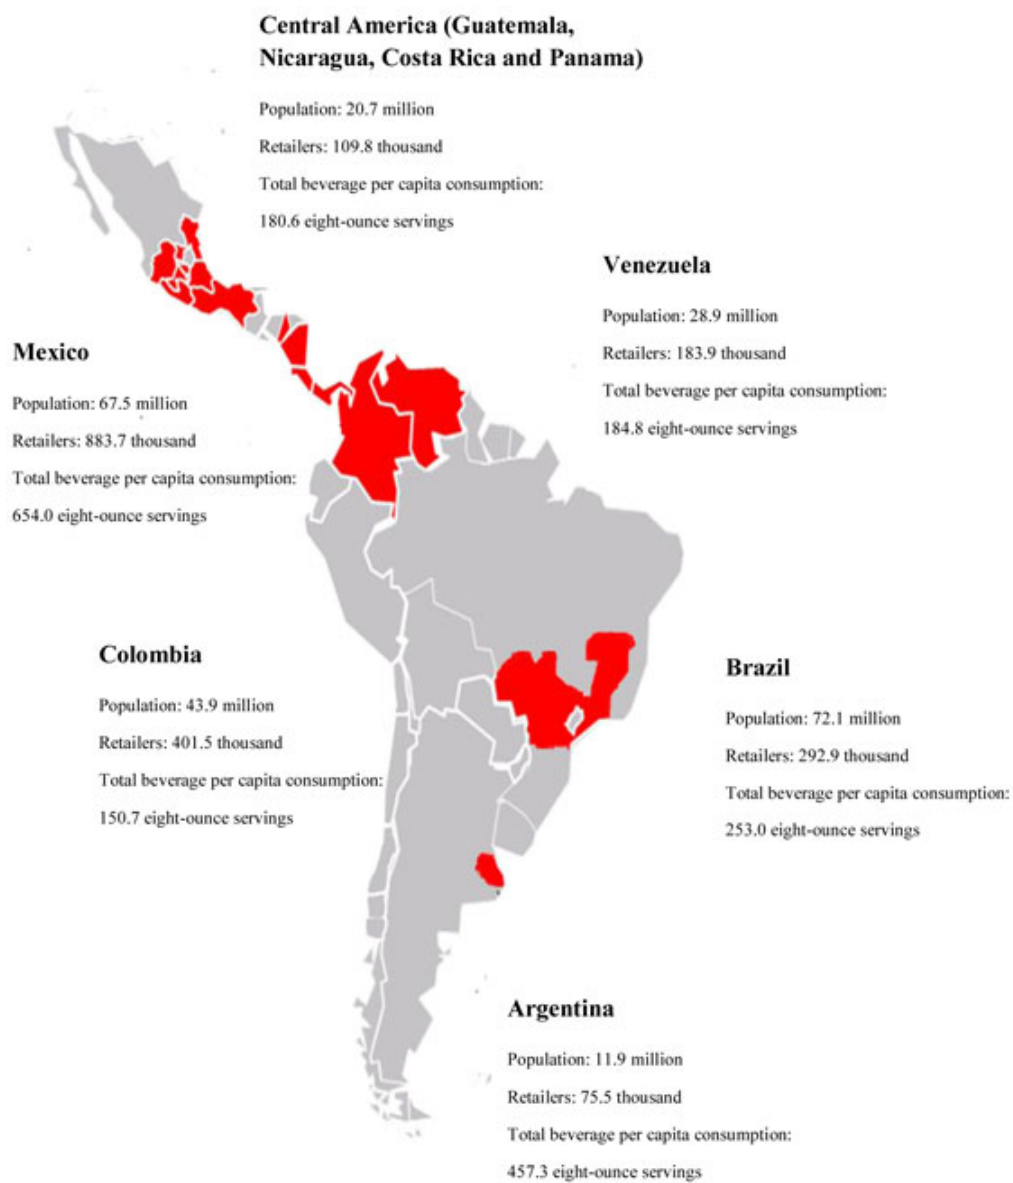 Central America (Guatemala,
Nicaragua, Costa Rica and Panama)
Population: 20.7 million
Retailers: 109.8 thousand
Total beverage per capita consumption:
180.6 eight-ounce servings
Venezuela
Population: 28.9 million
Retailers: 183.9 thousand
Total beverage per capita consumption:
184.8 eight-ounce servings
Mexico
Population: 67.5 million
Retailers: 883.7 thousand
Total beverage per capita consumption:
654.0 eight-ounce servings
Colombia
Population: 43.9 million
Retailers: 401.5 thousand
Total beverage per capita consumption:
150.7 eight-ounce servings
Brazil
Population: 72.1 million
Retailers: 292.9 thousand
Total beverage per capita consumption:
253.0 eight-ounce servings
Argentina
Population: 11.9 million
Retailers: 75.5 thousand
Total beverage per capita consumption:
457.3 eight-ounce servings